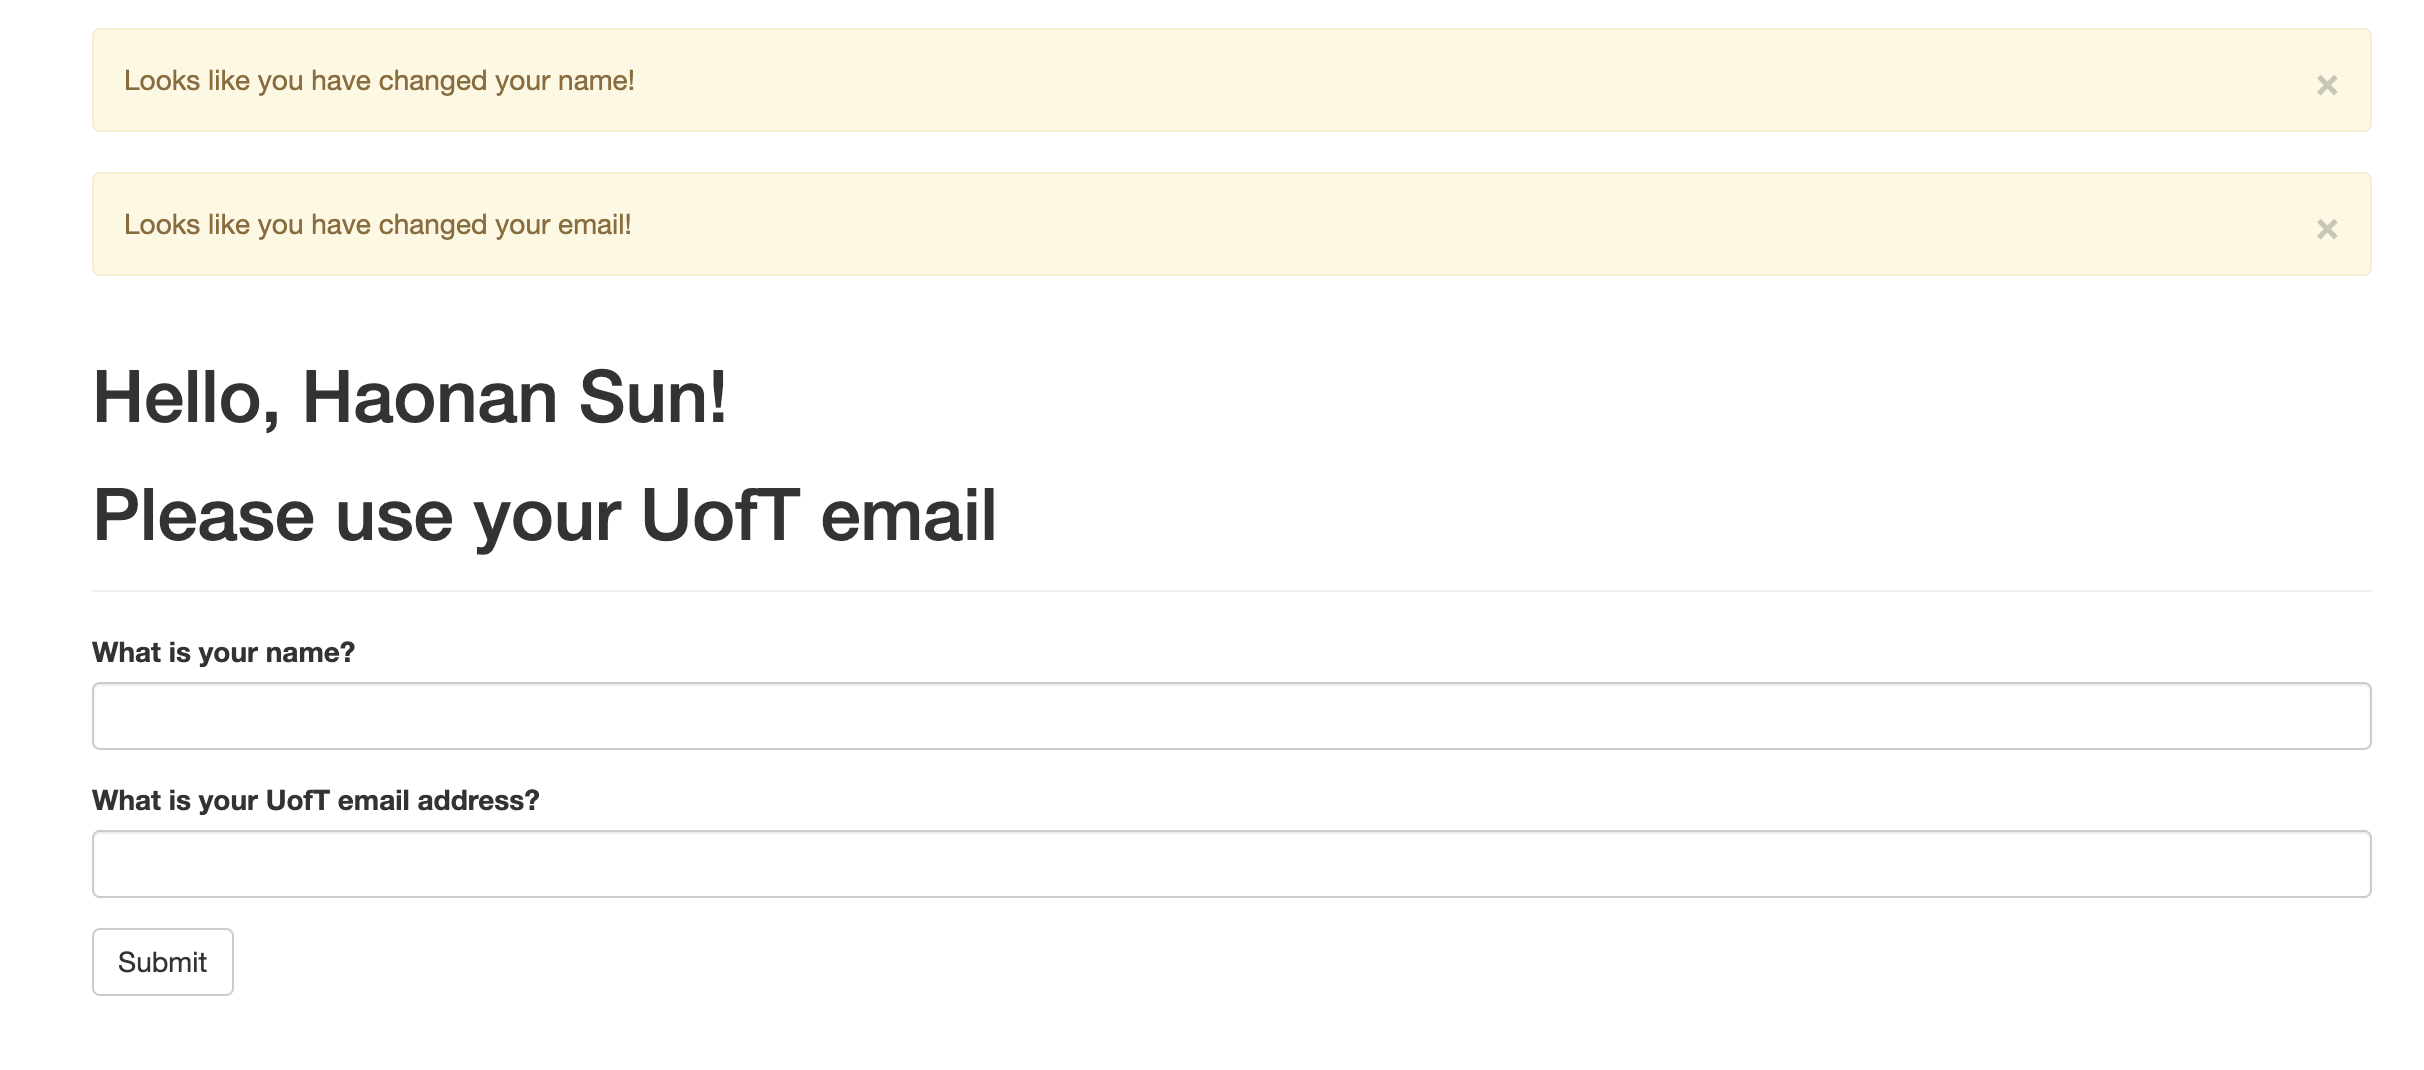 Looks like you have changed your name!
×
Looks like you have changed your email!
×
Hello, Haonan Sun!
Please use your UofT email
What is your name?
What is your UofT email address?
Submit